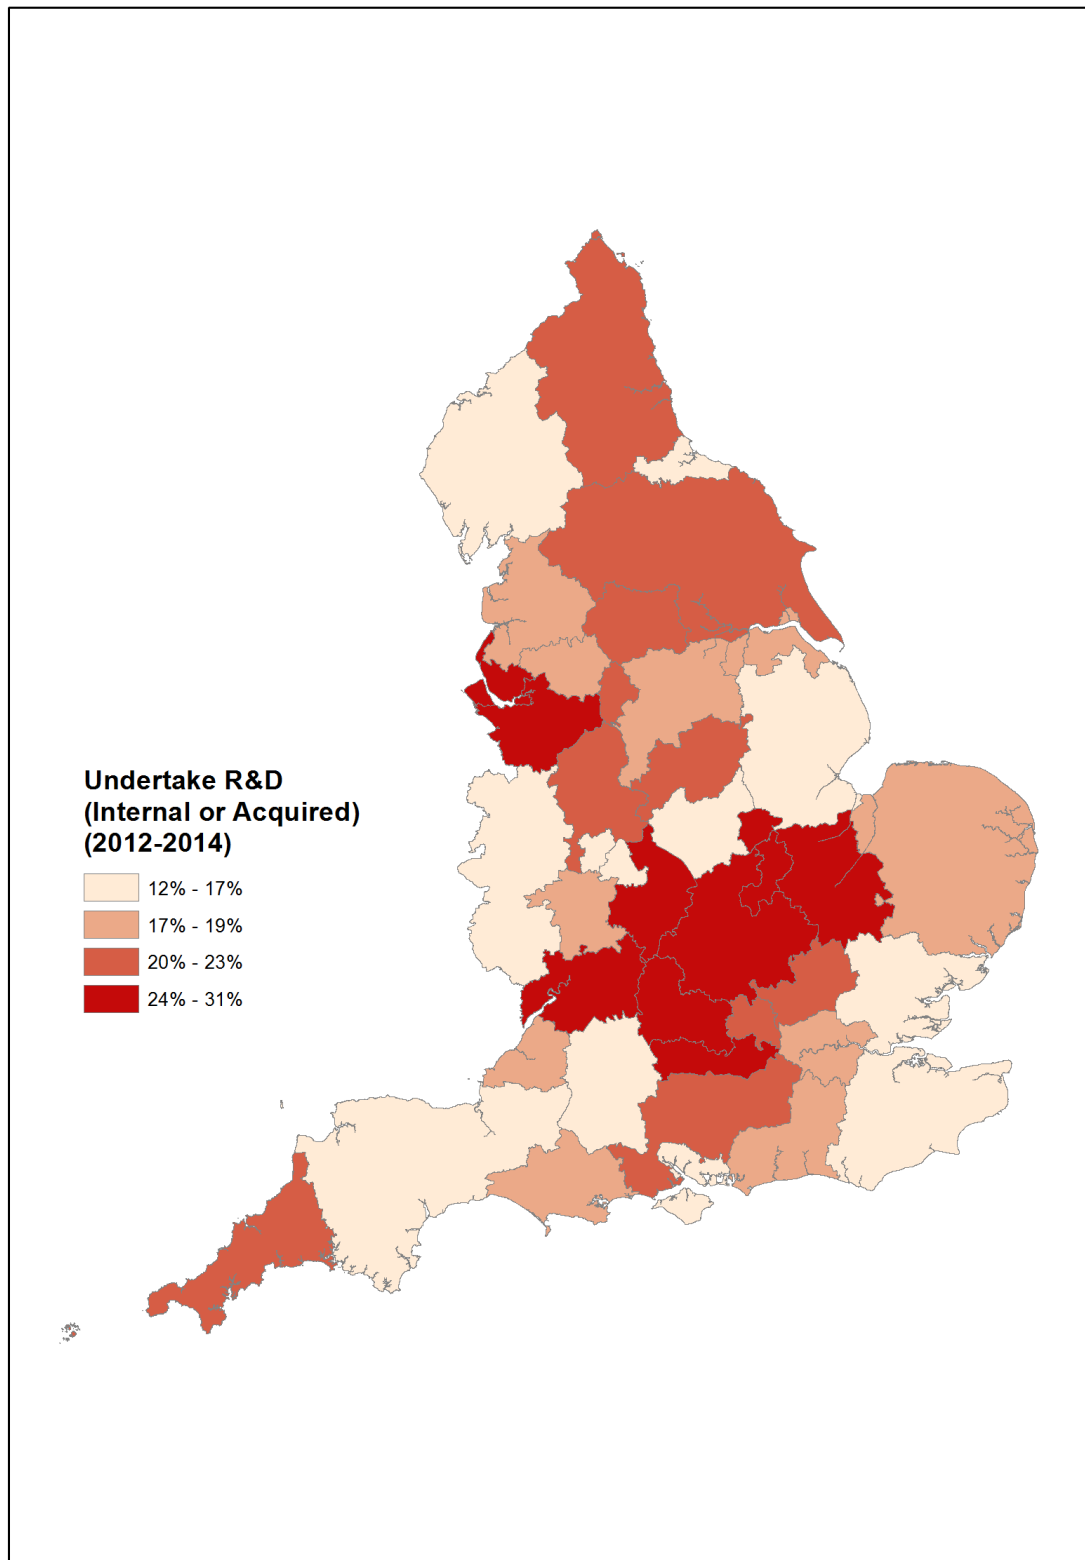 Undertake R&D
(Internal or Acquired)
(2012-2014)
12% - 17%
17% - 19%
20% - 23%
24% - 31%